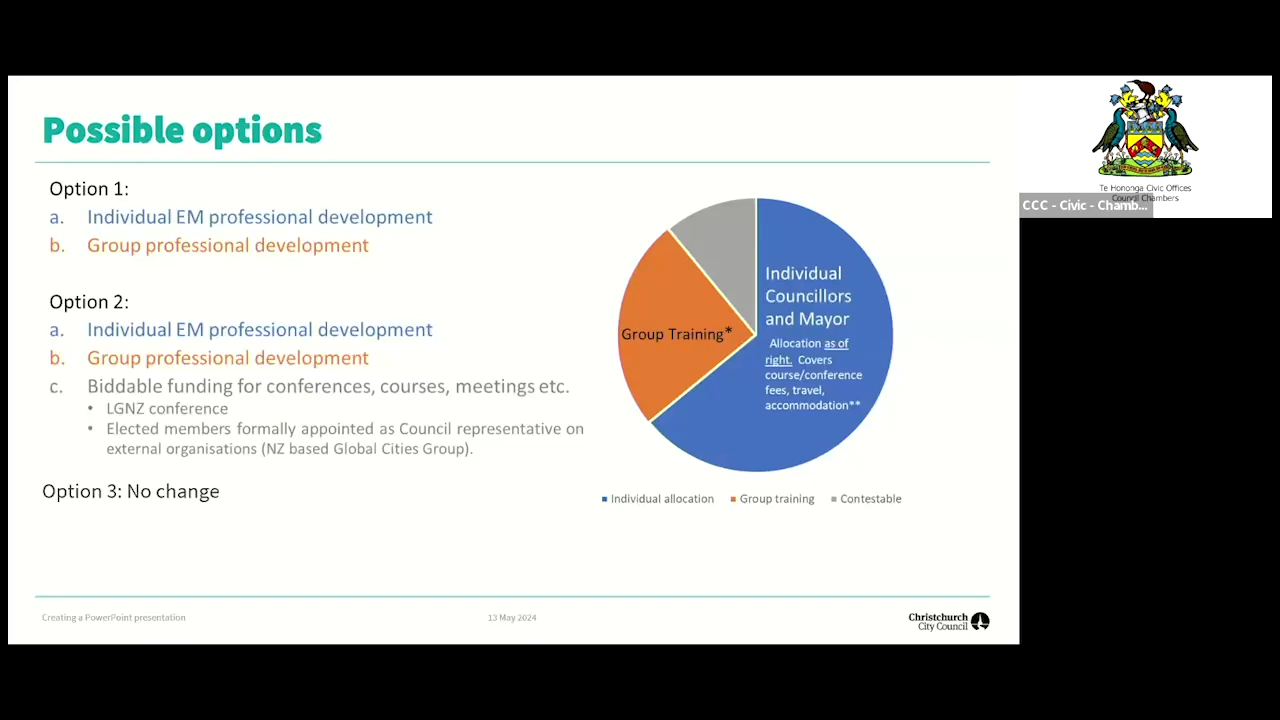 Possible options
Option 1:
a. Individual EM professional development
b. Group professional development
Option 2:
a. Individual EM professional development
b. Group professional development
c. Biddable funding for conferences, courses, meetings etc.
• LGNZ conference
• Elected members formally appointed as Council representative on
external organisations (NZ based Global Cities Group).
Option 3: No change
Individual
Councillors
and Mayor
Allocation as of
right. Covers
course/conference
fees, travel,
accommodation**
Group Training*
Individual allocation Group training Contestable
Creating a PowerPoint presentation
13 May 2024
Christchurch
City Council
Te Hononga Civic Offices
Council Chambers
CCC - Civic - Chamb...